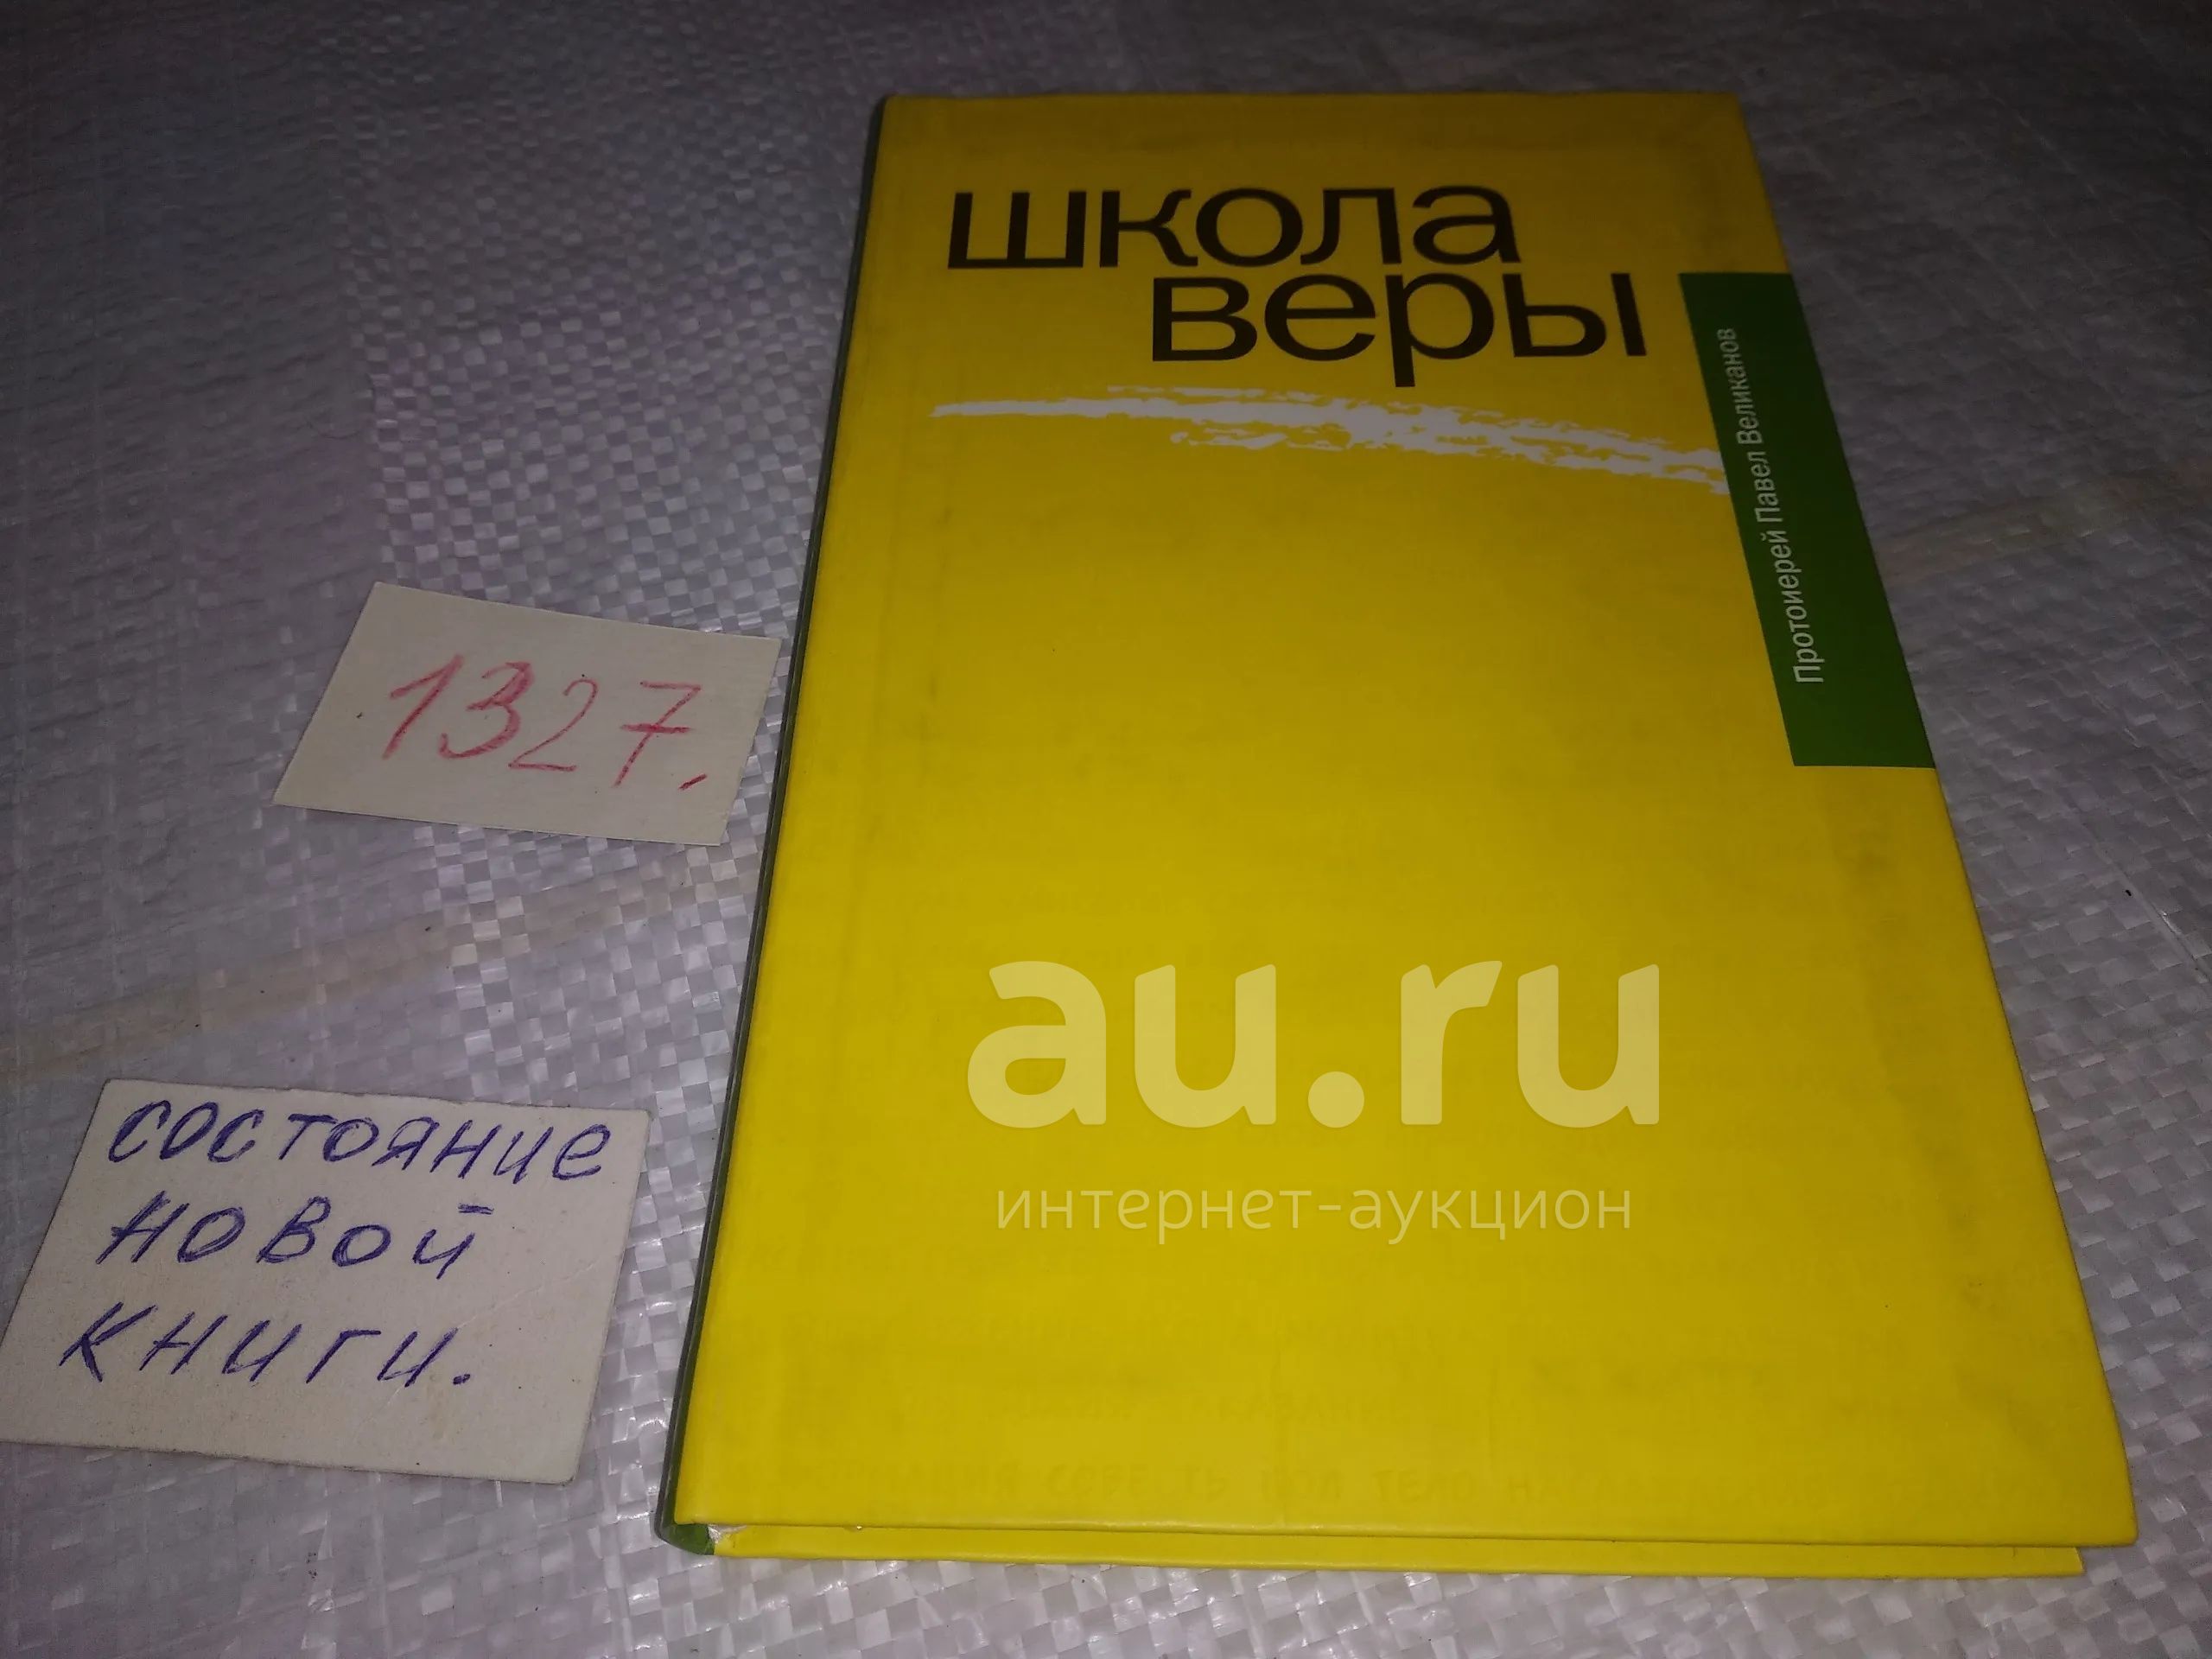 школа
веры
Протоиерей Павел Великанов
1327.
au.ru
интернет-аукцион
состояние
новой
книги.